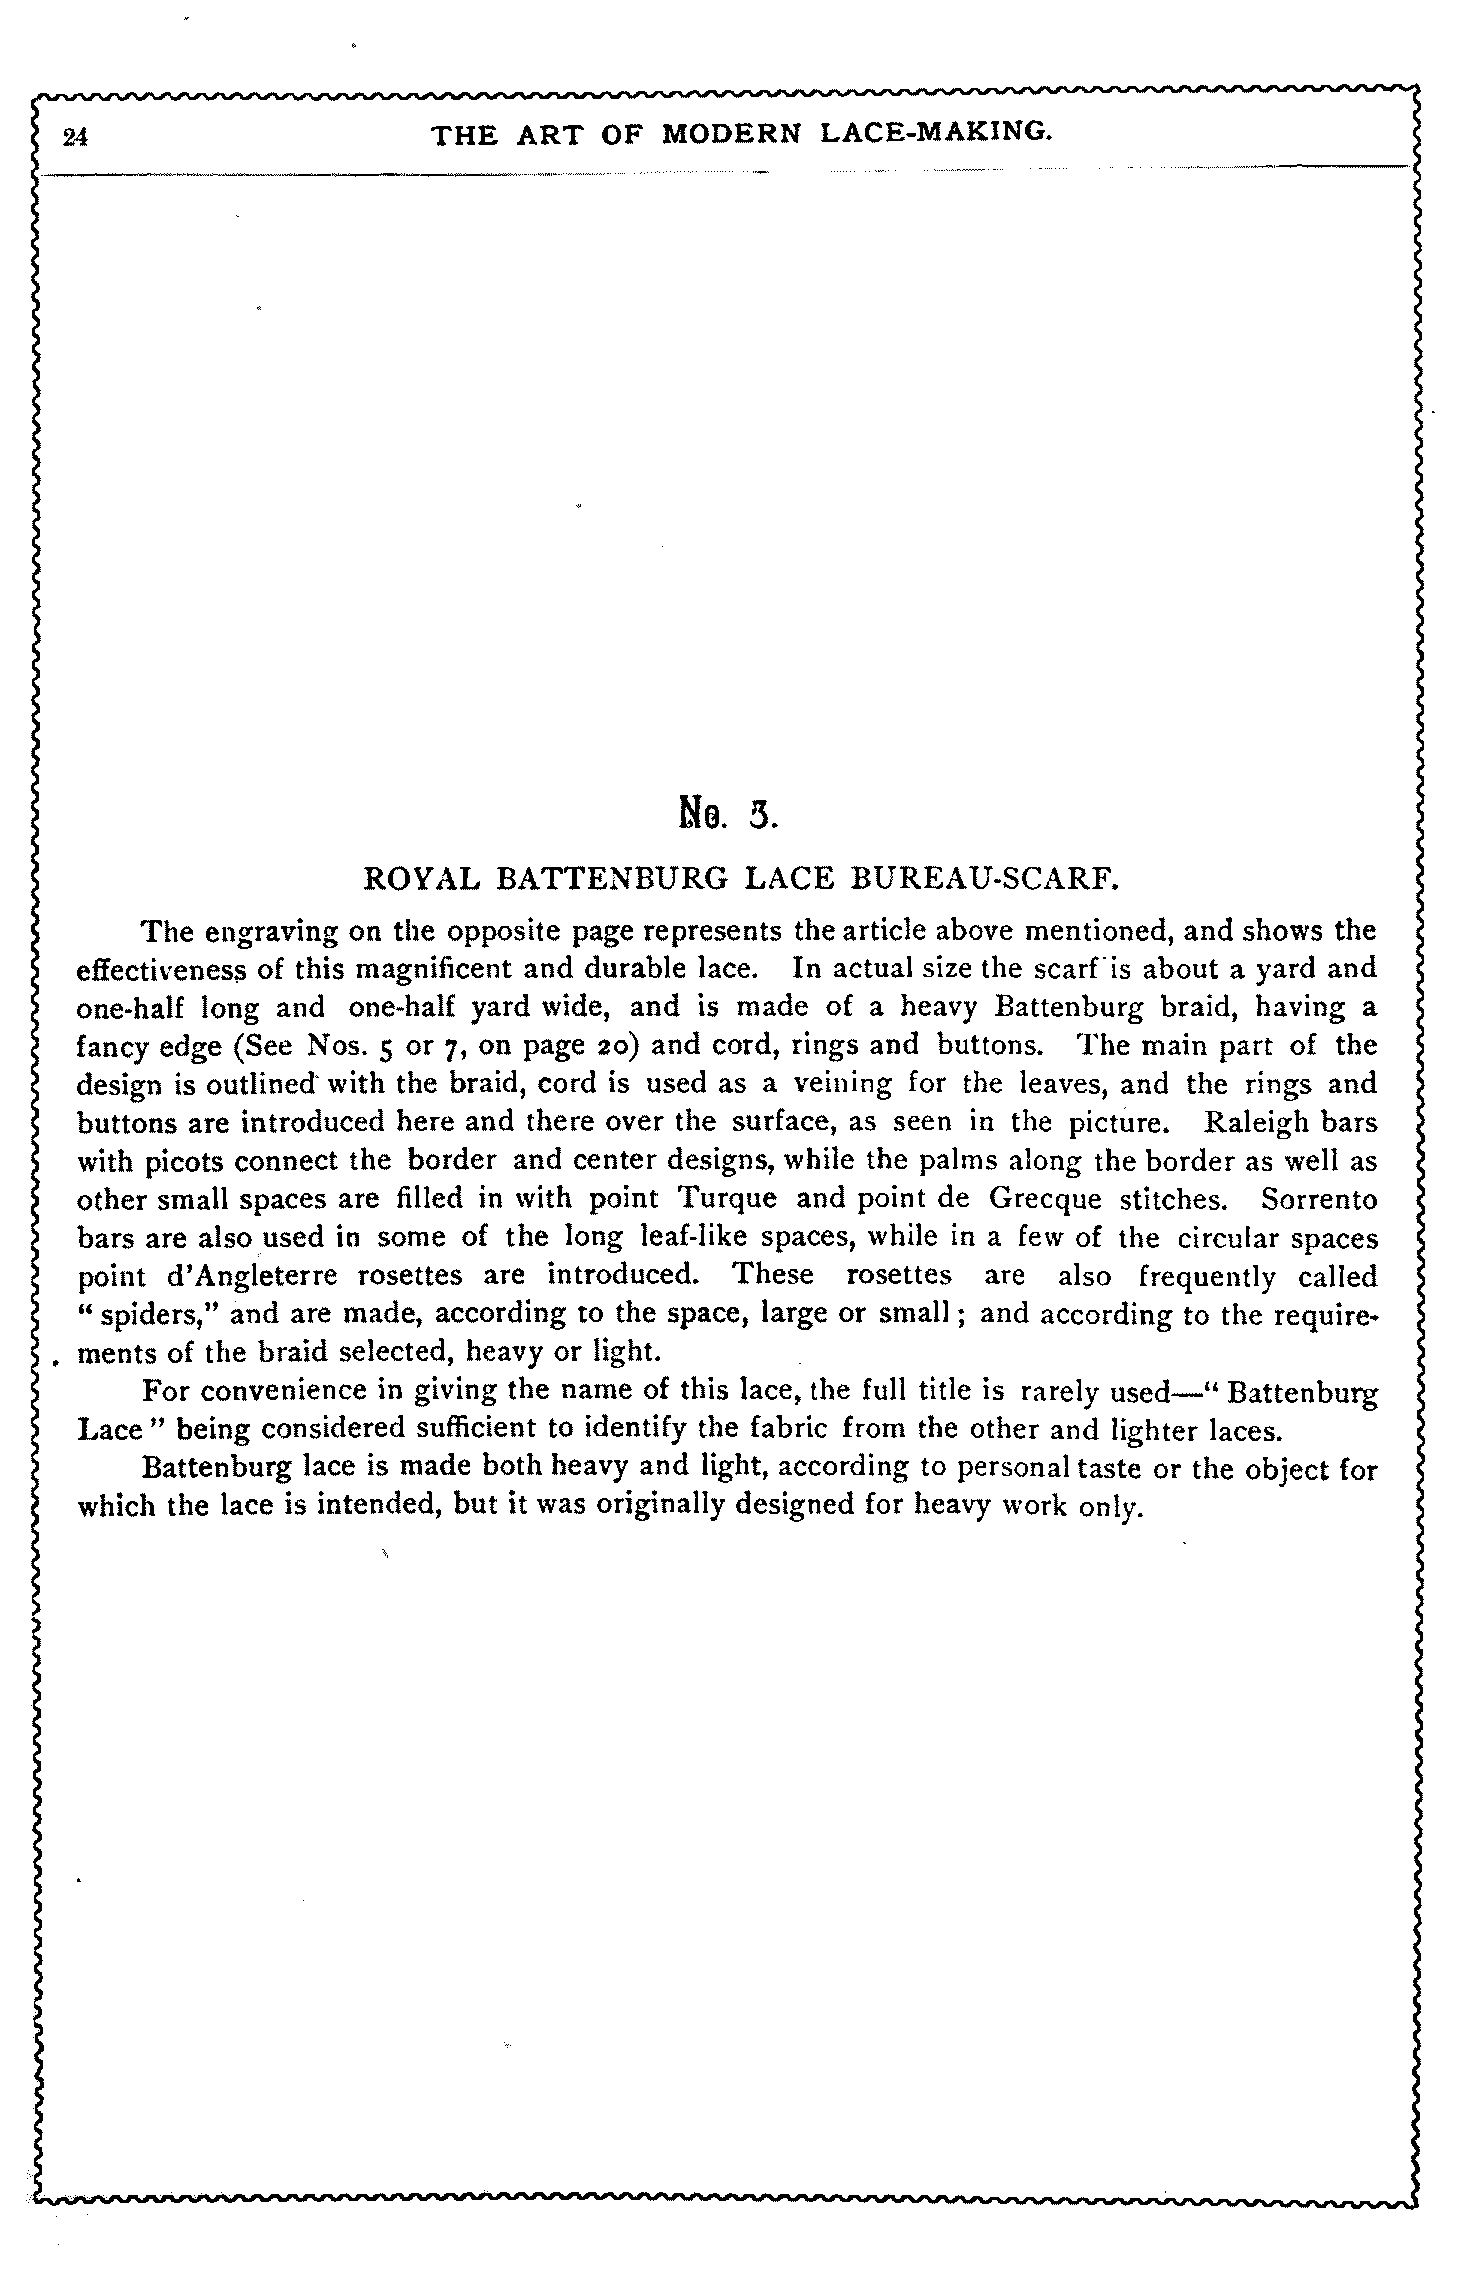 24 THE ART OF MODERN LACE-MAKING.
No. 3.
ROYAL BATTENBURG LACE BUREAU-SCARF.
The engraving on the opposite page represents the article above mentioned, and shows the
effectiveness of this magnificent and durable lace. In actual size the scarf is about a yard and
one-half long and one-half yard wide, and is made of a heavy Battenburg braid, having a
fancy edge (See Nos. 5 or 7, on page 20) and cord, rings and buttons. The main part of the
design is outlined with the braid, cord is used as a veining for the leaves, and the rings and
buttons are introduced here and there over the surface, as seen in the picture. Raleigh bars
with picots connect the border and center designs, while the palms along the border as well as
other small spaces are filled in with point Turque and point de Grecque stitches. Sorrento
bars are also used in some of the long leaf-like spaces, while in a few of the circular spaces
point d'Angleterre rosettes are introduced. These rosettes are also frequently called
“ spiders,” and are made, according to the space, large or small ; and according to the require-
ments of the braid selected, heavy or light.
For convenience in giving the name of this lace, the full title is rarely used—“ Battenburg
Lace ” being considered sufficient to identify the fabric from the other and lighter laces.
Battenburg lace is made both heavy and light, according to personal taste or the object for
which the lace is intended, but it was originally designed for heavy work only.